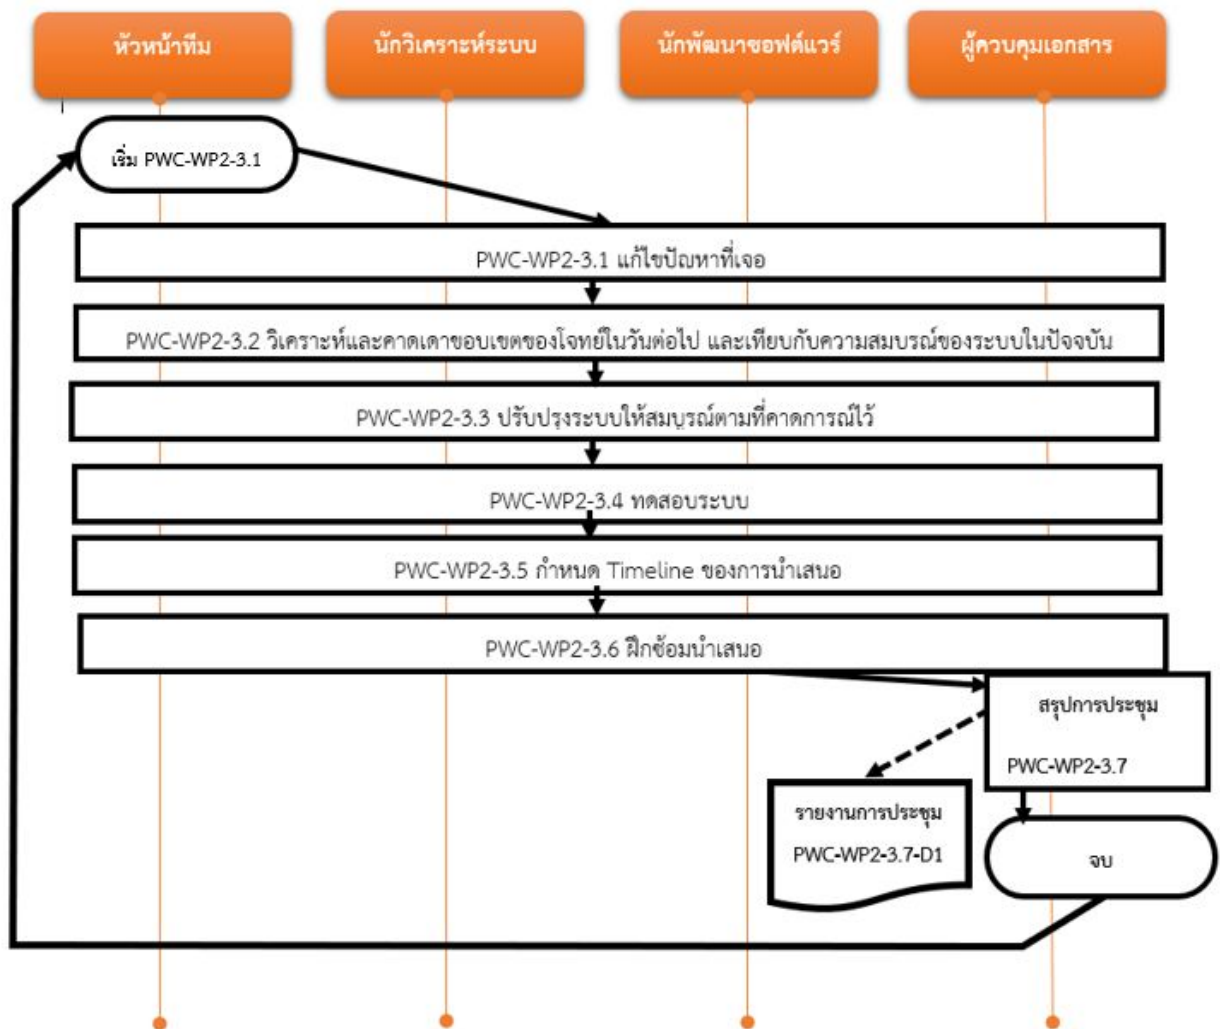 หัวหน้าทีม
นักวิเคราะห์ระบบ
นักพัฒนาซอฟต์แวร์
ผู้ควบคุมเอกสาร
เริ่ม PWC-WP2-3.1
PWC-WP2-3.1 แก้ไขปัญหาที่เจอ
PWC-WP2-3.2 วิเคราะห์และคาดเดาขอบเขตของโจทย์ในวันต่อไป และเทียบกับความสมบรณ์ของระบบในปัจจบัน
PWC-WP2-3.3 ปรับปรุงระบบให้สมบูรณ์ตามที่คาดการณ์ไว้
PWC-WP2-3.4 ทดสอบระบบ
PWC-WP2-3.5 กำหนด Timeline ของการนำเสนอ
PWC-WP2-3.6 ฝึกซ้อมนำเสนอ
สรุปการประชุม
PWC-WP2-3.7
รายงานการประชุม
PWC-WP2-3.7-D1
จบ